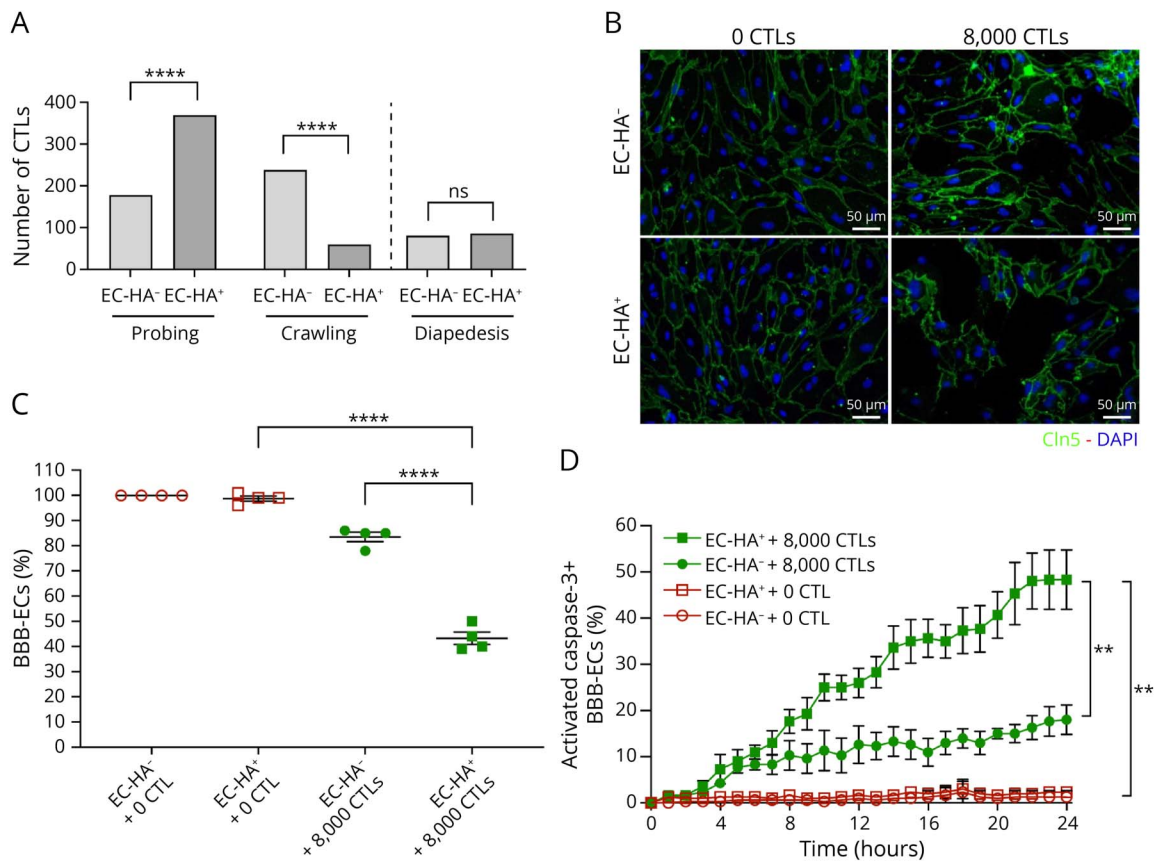 A
Number of CTLs
400
300
200
100
0
****
****
ns
EC-HA⁻ EC-HA⁺ EC-HA⁻ EC-HA⁺ EC-HA⁻ EC-HA⁺
Probing Crawling Diapedesis
B
0 CTLs 8,000 CTLs
EC-HA⁻
50 µm 50 µm
EC-HA⁺
50 µm 50 µm
Cln5 - DAPI
C
BBB-ECs (%)
110
100
90
80
70
60
50
40
30
20
10
0
****
****
EC-HA⁻
+ 0 CTL
EC-HA⁺
+ 0 CTL
EC-HA⁻
+ 8,000 CTLS
EC-HA⁺
+ 8,000 CTLS
D
Activated caspase-3+
BBB-ECs (%)
60
50
40
30
20
10
0
EC-HA⁺ + 8,000 CTLs
EC-HA⁻ + 8,000 CTLs
EC-HA⁺ + 0 CTL
EC-HA⁻ + 0 CTL
**
**
0 4 8 12 16 20 24
Time (hours)